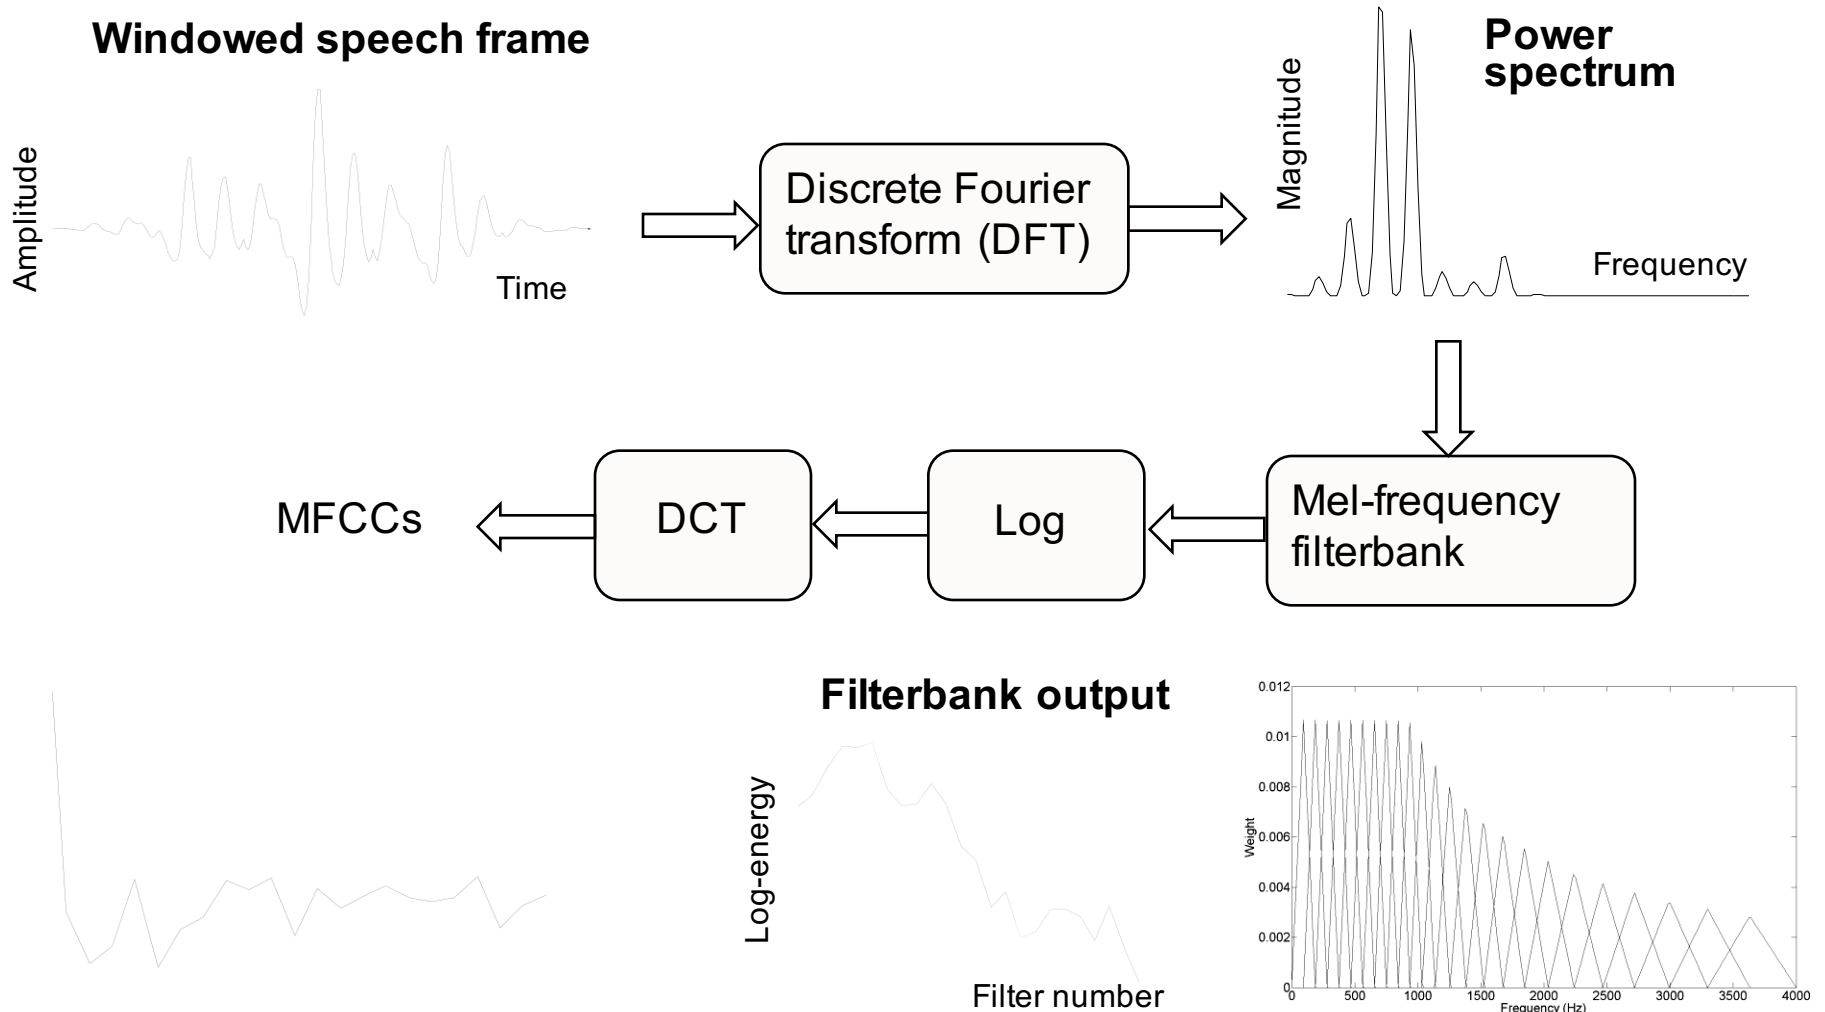 Windowed speech frame
Amplitude
Time
Discrete Fourier
transform (DFT)
Power
spectrum
Magnitude
Frequency
MFCCs
DCT
Log
Mel-frequency
filterbank
Filterbank output
Log-energy
Filter number
0.012
0.01
0.008
0.006
0.004
0.002
0
Weight
0 500 1000 1500 2000 2500 3000 3500 4000
Frequency (Hz)